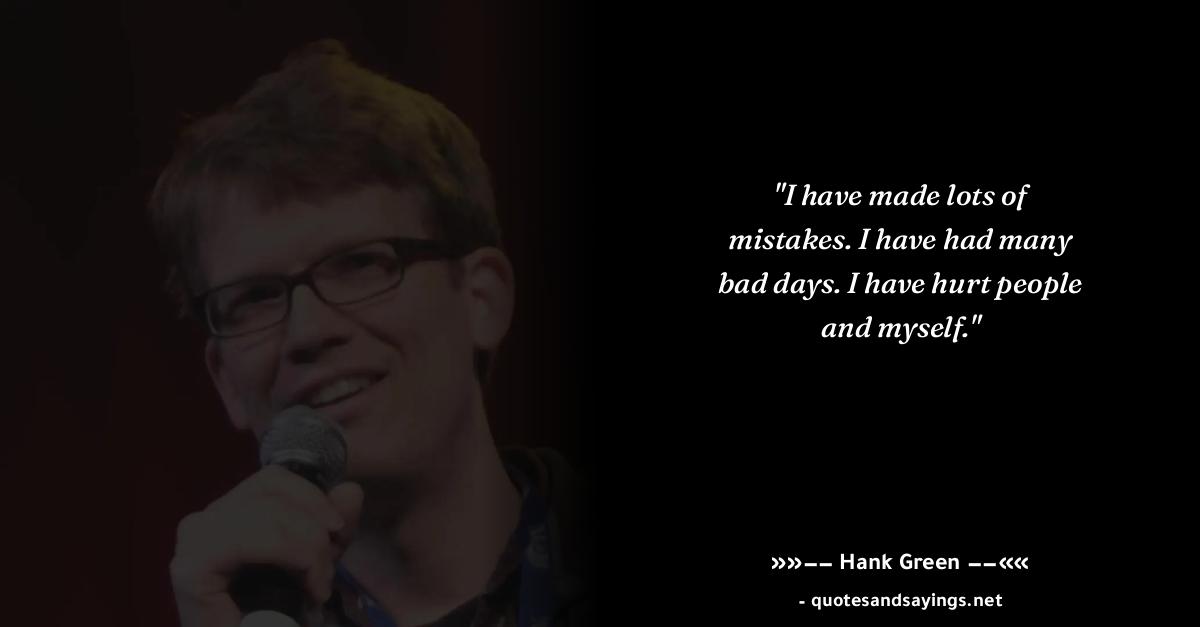 "I have made lots of
mistakes. I have had many
bad days. I have hurt people
and myself."
»»−− Hank Green −−««
- quotesandsayings.net